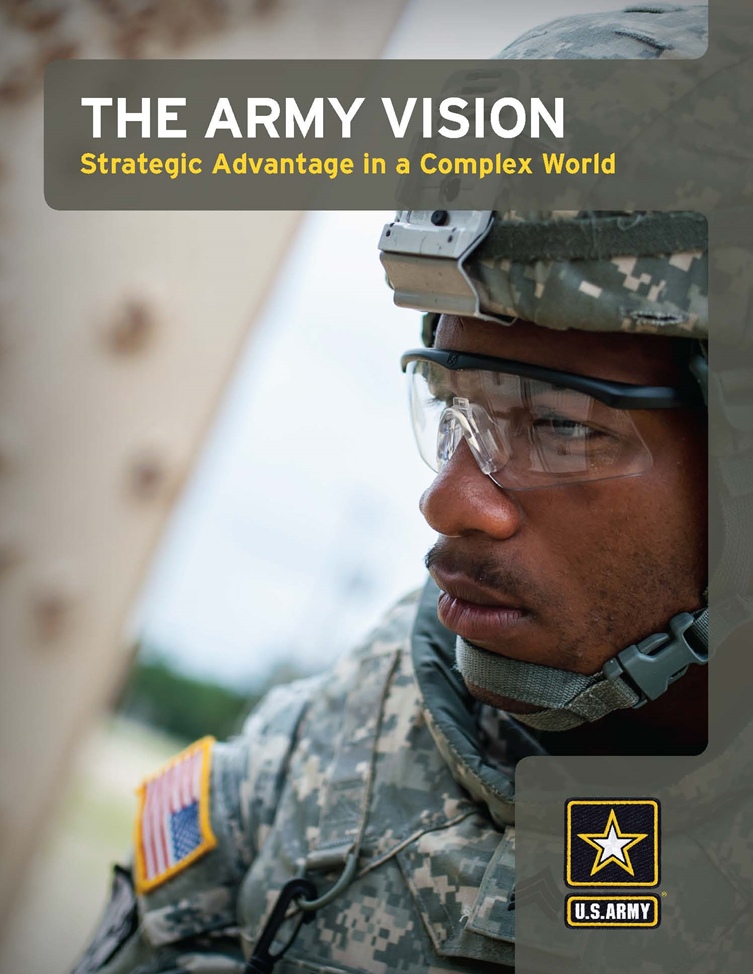 THE ARMY VISION
Strategic Advantage in a Complex World
U.S.ARMY